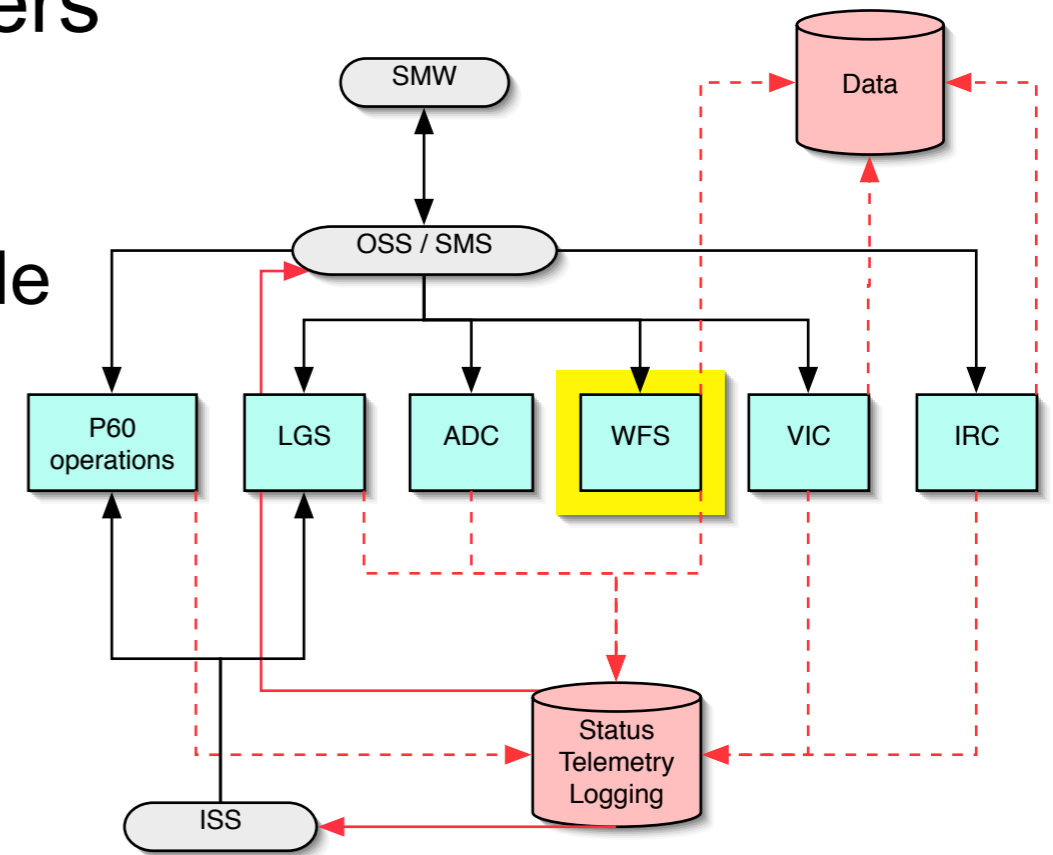 ers
SMW
Data
OSS / SMS
le
P60
operations
LGS
ADC
WFS
VIC
IRC
Status
Telemetry
Logging
ISS